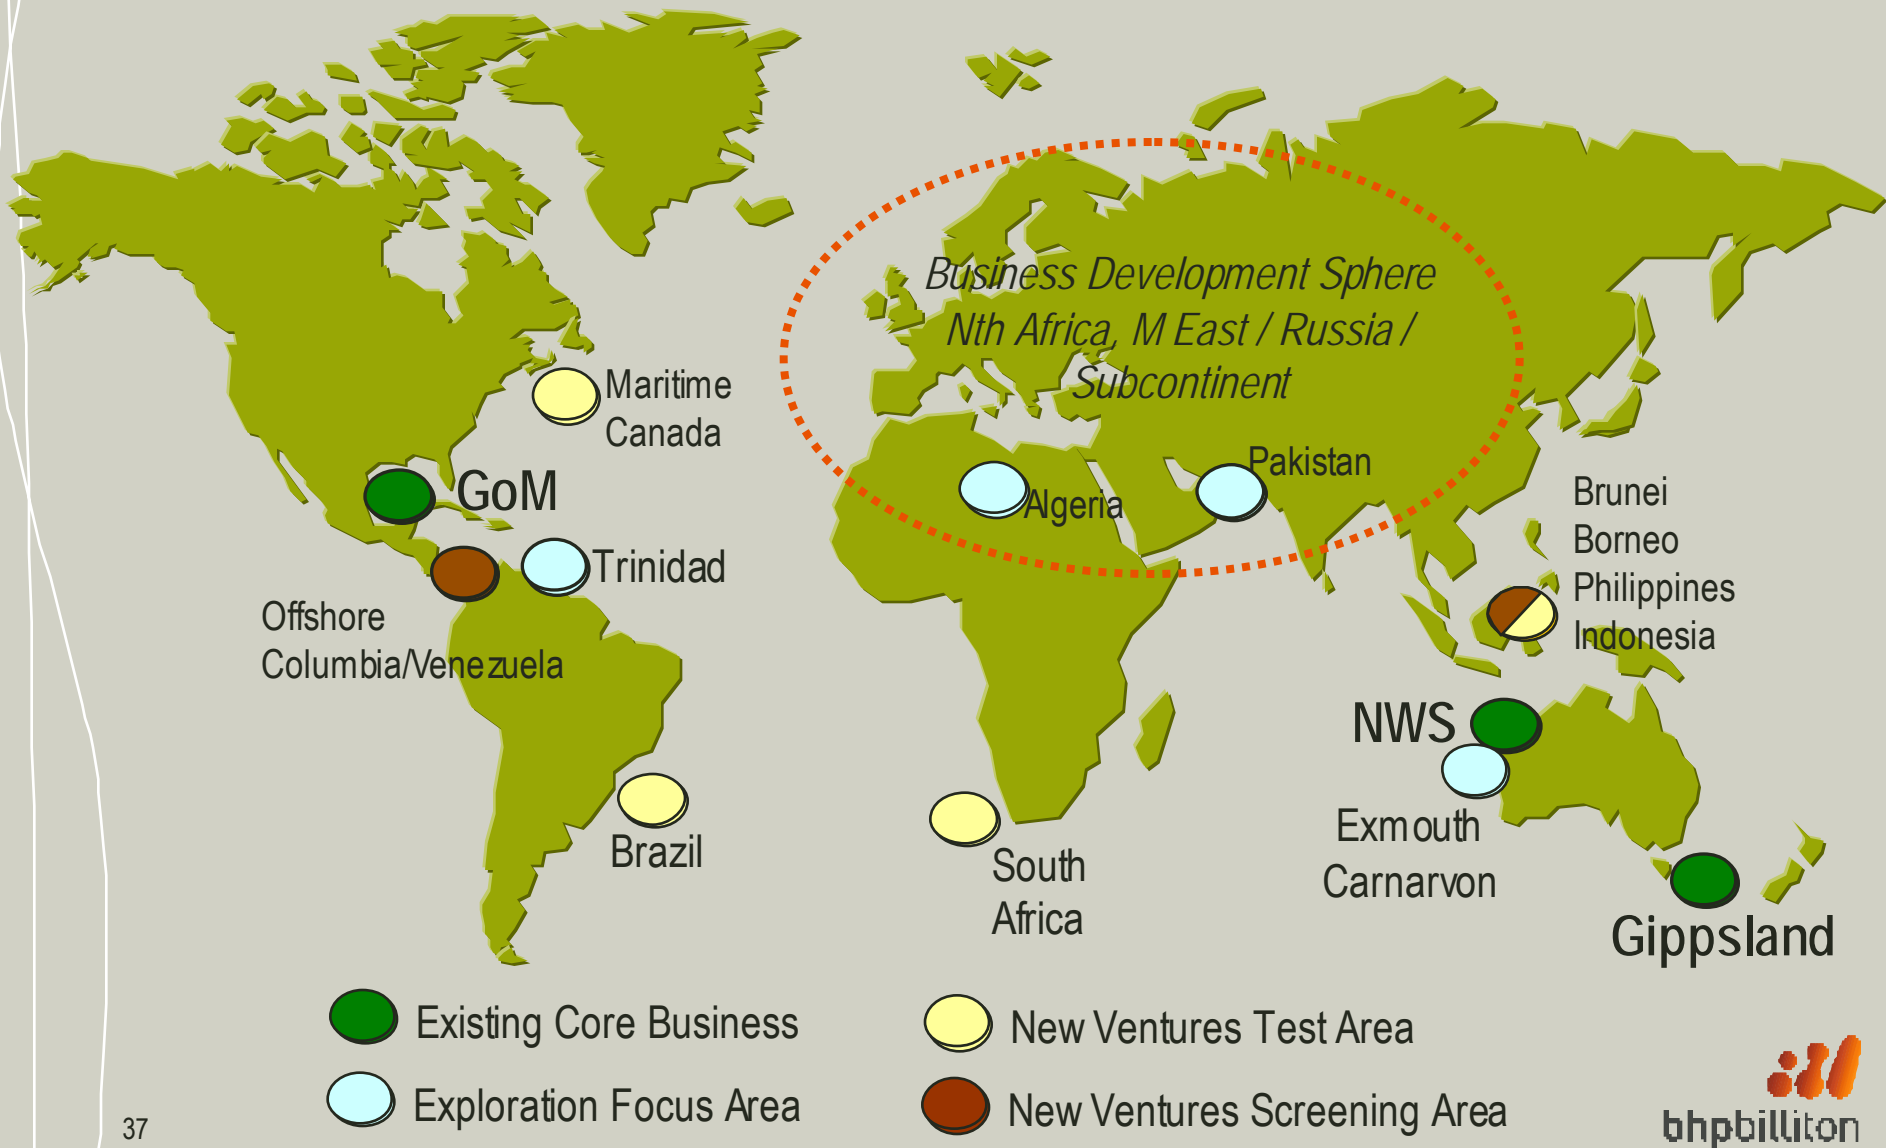 Business Development Sphere
Nth Africa, M East / Russia /
Subcontinent
Maritime
Canada
GoM
Pakistan
Algeria
Brunei
Borneo
Philippines
Indonesia
Trinidad
Offshore
Columbia/Venezuela
NWS
Exmouth
Carnarvon
Brazil
South
Africa
Gippsland
Existing Core Business
New Ventures Test Area
Exploration Focus Area
New Ventures Screening Area
37
bhpbilliton